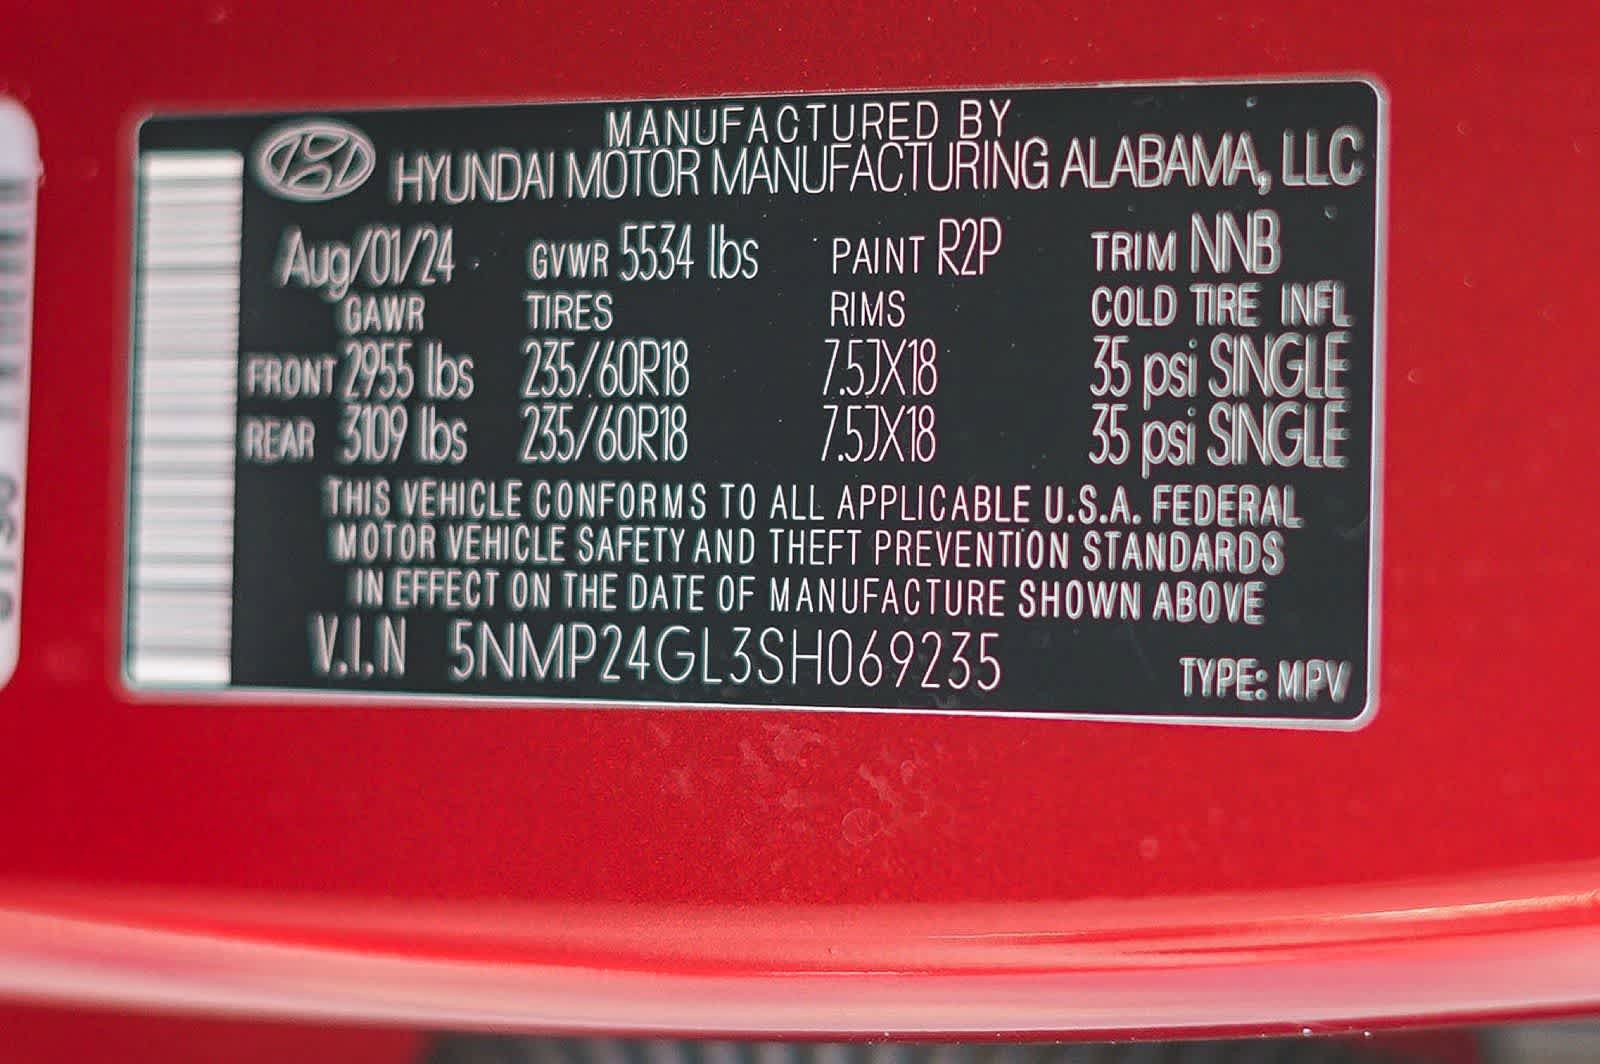 MANUFACTURED BY
HYUNDAI MOTOR MANUFACTURING ALABAMA, LLC
Aug/01/24 GVWR 5534 lbs PAINT R2P TRIM NNB
GAWR TIRES RIMS COLD TIRE INFL
FRONT 2955 lbs 235/60R18 7.5JX18 35 psi SINGLE
REAR 3109 lbs 235/60R18 7.5JX18 35 psi SINGLE
THIS VEHICLE CONFORMS TO ALL APPLICABLE U.S.A. FEDERAL
MOTOR VEHICLE SAFETY AND THEFT PREVENTION STANDARDS
IN EFFECT ON THE DATE OF MANUFACTURE SHOWN ABOVE
V.I.N 5NMP24GL3SH069235 TYPE: MPV